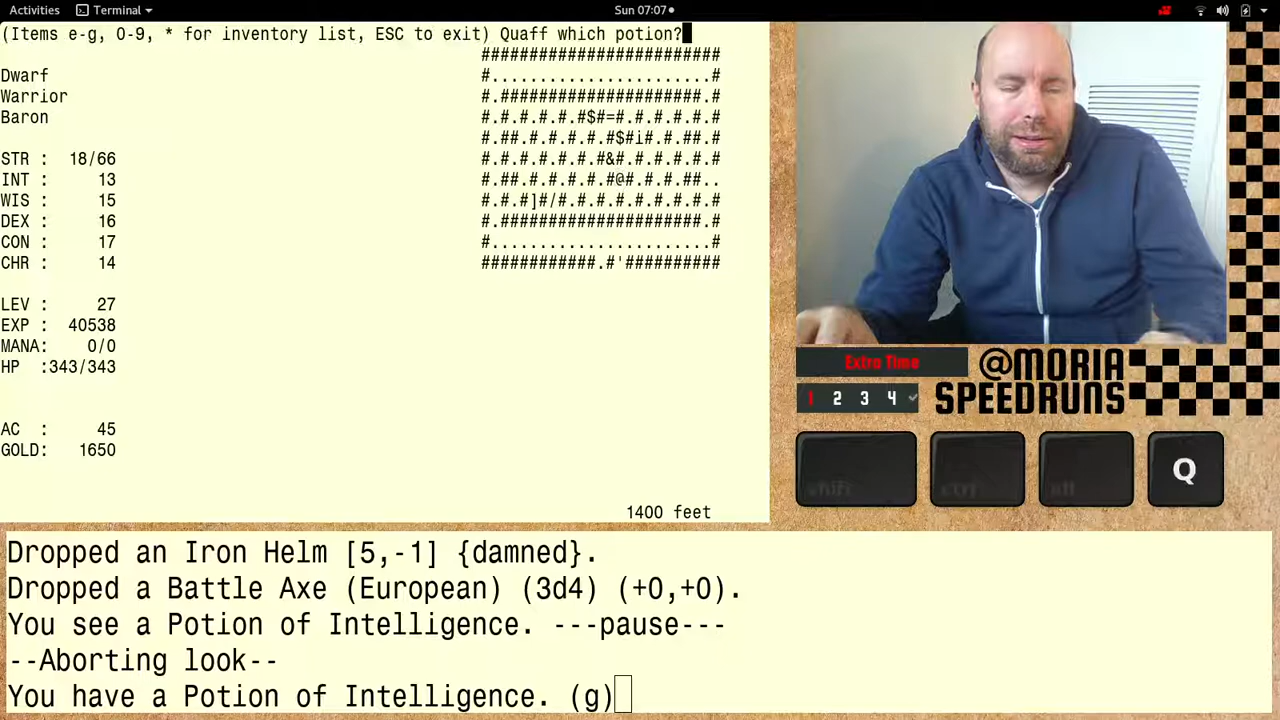 Activities Terminal Sun 07:07
(Items e-g, 0-9, * for inventory list, ESC to exit) Quaff which potion?
#########################
Dwarf #.......................#
Warrior #.#####################.#
Baron #.#.#.#.#.#$#=#.#.#.#.#.#
#.##.#.#.#.#.#$#i#.#.#.##.#
STR : 18/66 #.#.#.#.#.#.#&#.#.#.#.#.#
INT : 13 #.##.#.#.#.#.#@#.#.#.##..
WIS : 15 #.#.#]#/#.#.#.#.#.#.#.#.#
DEX : 16 #.#####################.#
CON : 17 #.......................#
CHR : 14 ############.#'##########
LEV : 27
EXP : 40538
MANA: 0/0
HP :343/343
AC : 45
GOLD: 1650
1400 feet
Extra Time
@MORIA
1 2 3 4
SPEEDRUNS
shift ctrl alt Q
Dropped an Iron Helm [5,-1] {damned}.
Dropped a Battle Axe (European) (3d4) (+0,+0).
You see a Potion of Intelligence. ---pause---
--Aborting look--
You have a Potion of Intelligence. (g)